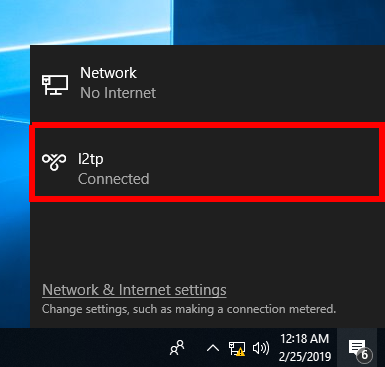 Network
No Internet
l2tp
Connected
Network & Internet settings
Change settings, such as making a connection metered.
12:18 AM
2/25/2019
6